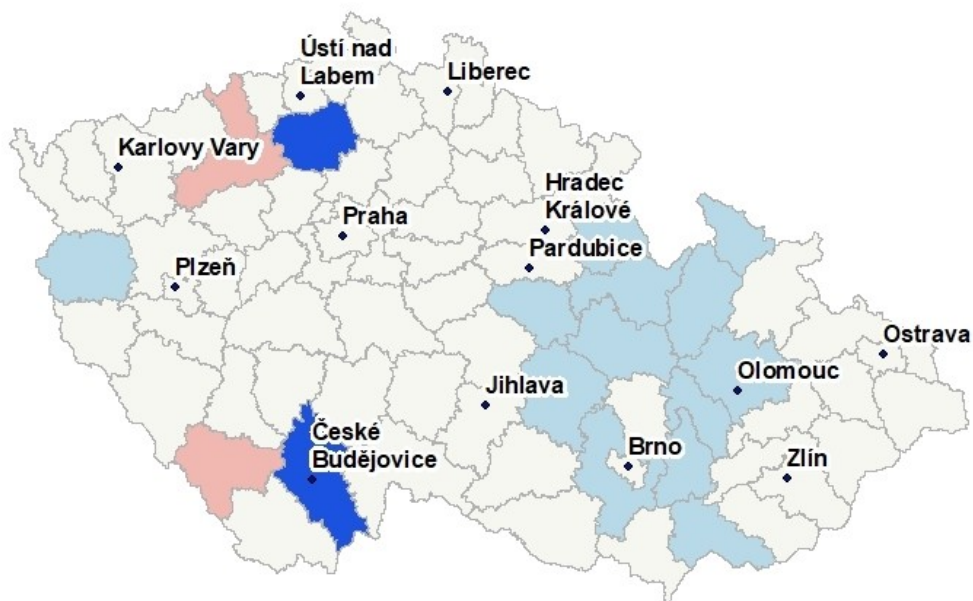 Ústí nad
Labem
Liberec
Karlovy Vary
Hradec
Králové
Praha
Pardubice
Plzeň
Ostrava
Jihlava
Olomouc
České
Budějovice
Brno
Zlín